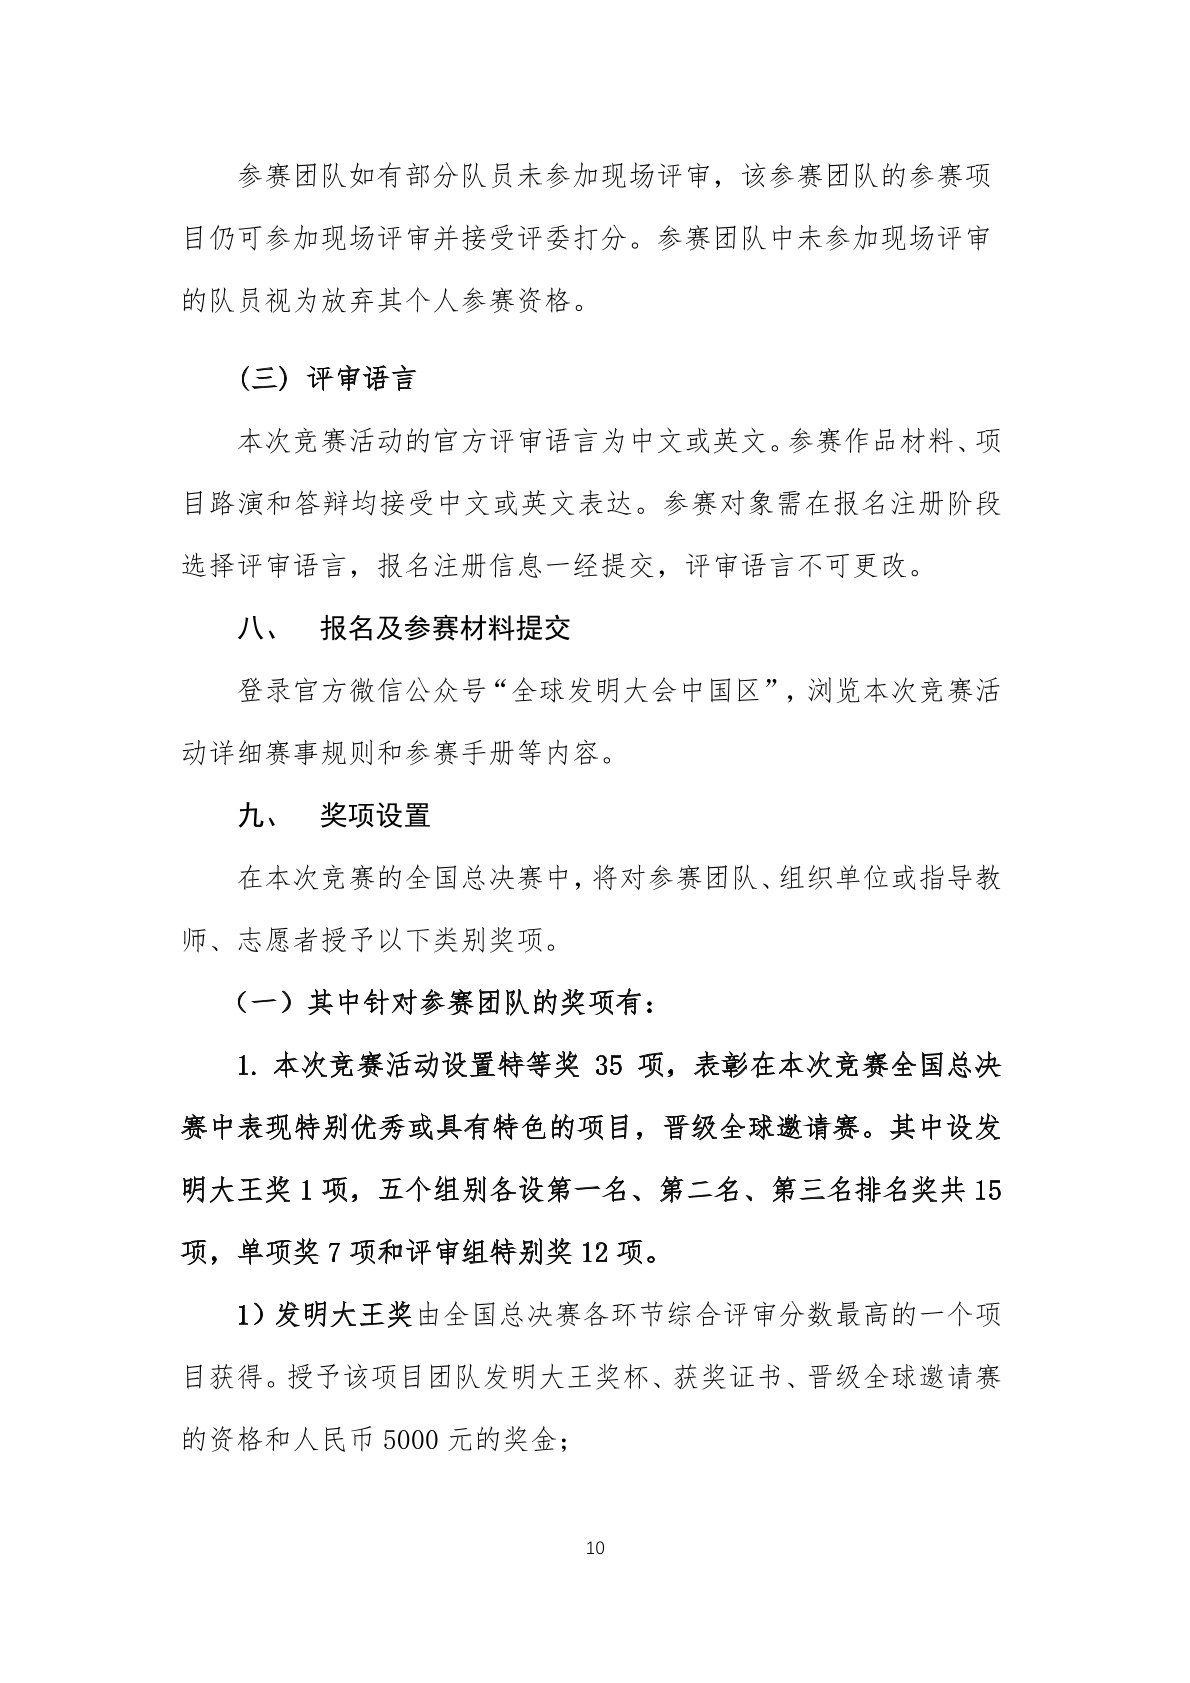 参赛团队如有部分队员未参加现场评审，该参赛团队的参赛项
目仍可参加现场评审并接受评委打分。参赛团队中未参加现场评审
的队员视为放弃其个人参赛资格。
(三) 评审语言
本次竞赛活动的官方评审语言为中文或英文。参赛作品材料、项
目路演和答辩均接受中文或英文表达。参赛对象需在报名注册阶段
选择评审语言，报名注册信息一经提交，评审语言不可更改。
八、 报名及参赛材料提交
登录官方微信公众号“全球发明大会中国区”，浏览本次竞赛活
动详细赛事规则和参赛手册等内容。
九、 奖项设置
在本次竞赛的全国总决赛中，将对参赛团队、组织单位或指导教
师、志愿者授予以下类别奖项。
（一）其中针对参赛团队的奖项有：
1. 本次竞赛活动设置特等奖 35 项，表彰在本次竞赛全国总决
赛中表现特别优秀或具有特色的项目，晋级全球邀请赛。其中设发
明大王奖 1 项，五个组别各设第一名、第二名、第三名排名奖共 15
项，单项奖 7 项和评审组特别奖 12 项。
1）发明大王奖由全国总决赛各环节综合评审分数最高的一个项
目获得。授予该项目团队发明大王奖杯、获奖证书、晋级全球邀请赛
的资格和人民币 5000 元的奖金；
10